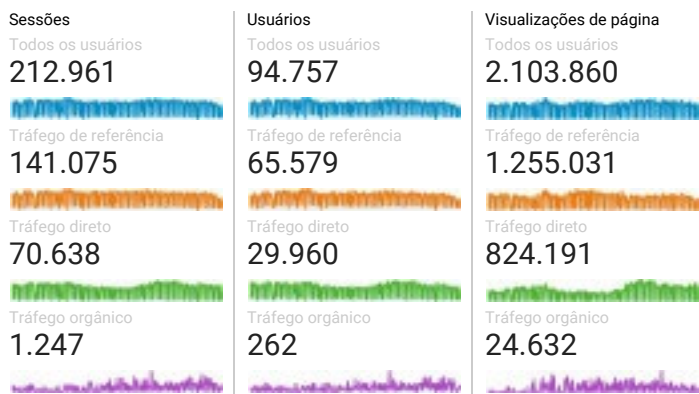 Sessões
Todos os usuários
212.961
Tráfego de referência
141.075
Tráfego direto
70.638
Tráfego orgânico
1.247
Usuários
Todos os usuários
94.757
Tráfego de referência
65.579
Tráfego direto
29.960
Tráfego orgânico
262
Visualizações de página
Todos os usuários
2.103.860
Tráfego de referência
1.255.031
Tráfego direto
824.191
Tráfego orgânico
24.632